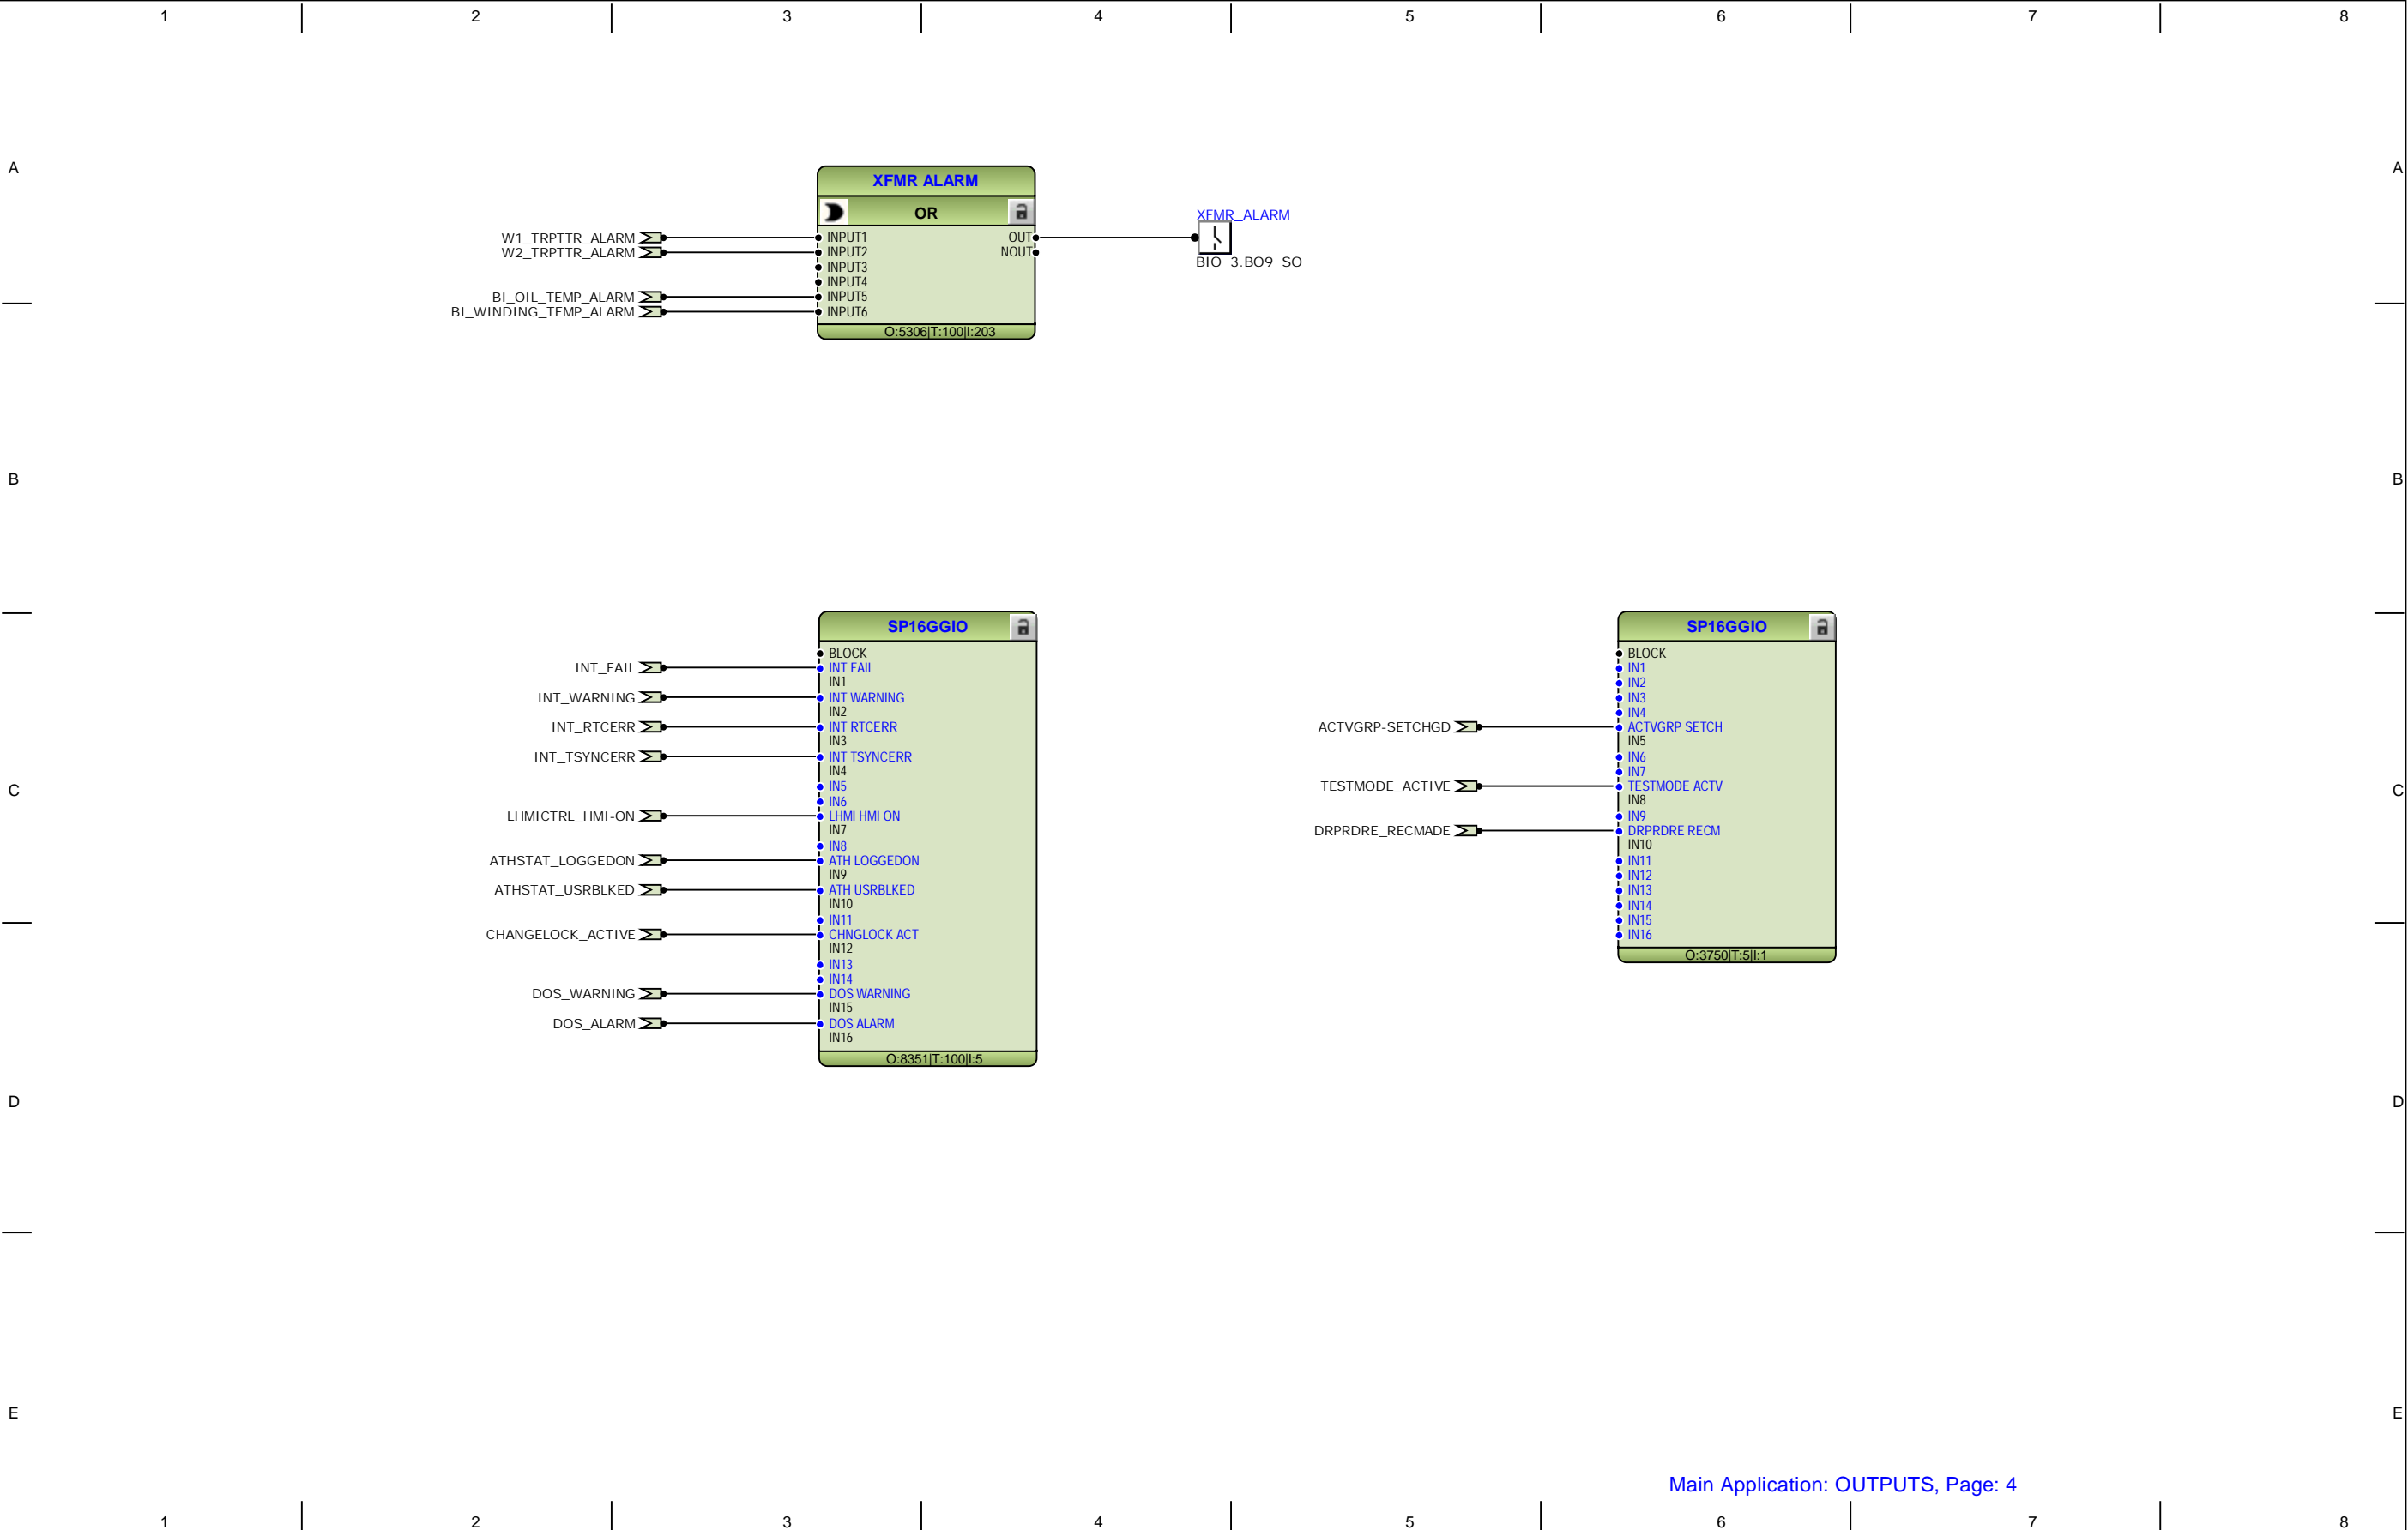 1 2 3 4 5 6 7 8
A A
XFMR ALARM
OR
XFMR_ALARM
W1_TRPTTR_ALARM INPUT1 OUT
W2_TRPTTR_ALARM INPUT2 NOUT
BIO_3.BO9_SO
INPUT3
INPUT4
BI_OIL_TEMP_ALARM INPUT5
BI_WINDING_TEMP_ALARM INPUT6
O:5306|T:100|I:203
B B
SP16GGIO
BLOCK
INT_FAIL INT FAIL
IN1
INT_WARNING INT WARNING
IN2
INT_RTCERR INT RTCERR
IN3
INT_TSYNCERR INT TSYNCERR
IN4
IN5
IN6
LHMICTRL_HMI-ON LHMI HMI ON
IN7
IN8
ATHSTAT_LOGGEDON ATH LOGGEDON
IN9
ATHSTAT_USRBLKED ATH USRBLKED
IN10
IN11
CHANGELOCK_ACTIVE CHNGLOCK ACT
IN12
IN13
IN14
DOS_WARNING DOS WARNING
IN15
DOS_ALARM DOS ALARM
IN16
O:8351|T:100|I:5
SP16GGIO
BLOCK
IN1
IN2
IN3
IN4
ACTVGRP-SETCHGD ACTVGRP SETCH
IN5
IN6
IN7
TESTMODE_ACTIVE TESTMODE ACTV
IN8
IN9
DRPRDRE_RECMADE DRPRDRE RECM
IN10
IN11
IN12
IN13
IN14
IN15
IN16
O:3750|T:5|I:1
C C
D D
E E
Main Application: OUTPUTS, Page: 4
1 2 3 4 5 6 7 8